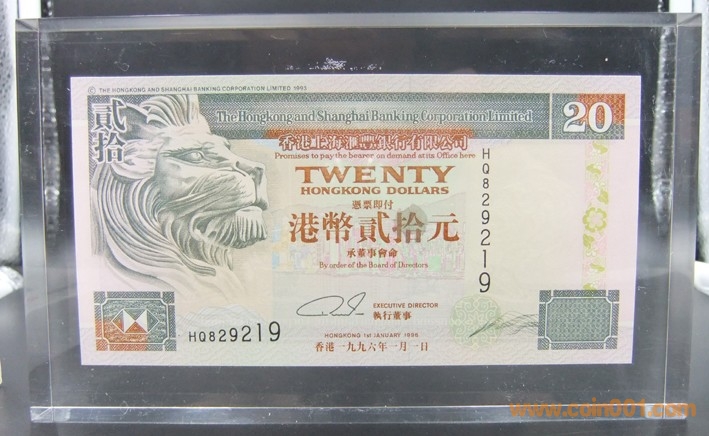 © THE HONGKONG AND SHANGHAI BANKING CORPORATION LIMITED 1993
貳拾
The Hongkong and Shanghai Banking Corporation Limited
20
香港上海滙豐銀行有限公司
Promises to pay the bearer on demand at its Office here
TWENTY
HONGKONG DOLLARS
憑票即付
港幣貳拾元
承董事會命
By order of the Board of Directors
HQ829219
EXECUTIVE DIRECTOR
執行董事
HQ829219
HONGKONG 1st JANUARY 1996
香港一九九六年一月一日
www.coin001.com